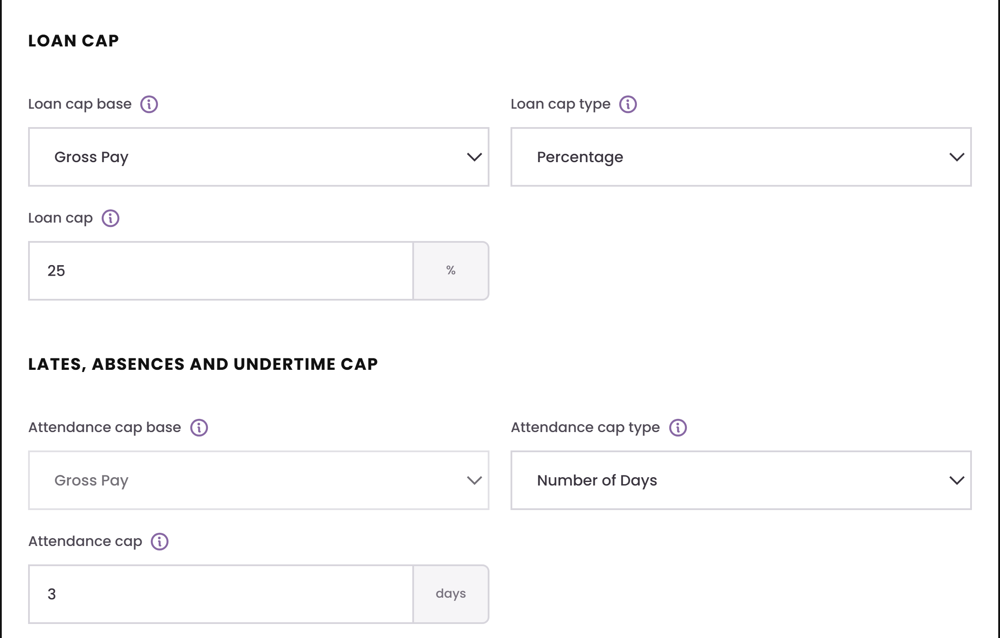 LOAN CAP
Loan cap base
Loan cap type
Gross Pay
Percentage
Loan cap
25
%
LATES, ABSENCES AND UNDERTIME CAP
Attendance cap base
Attendance cap type
Gross Pay
Number of Days
Attendance cap
3
days